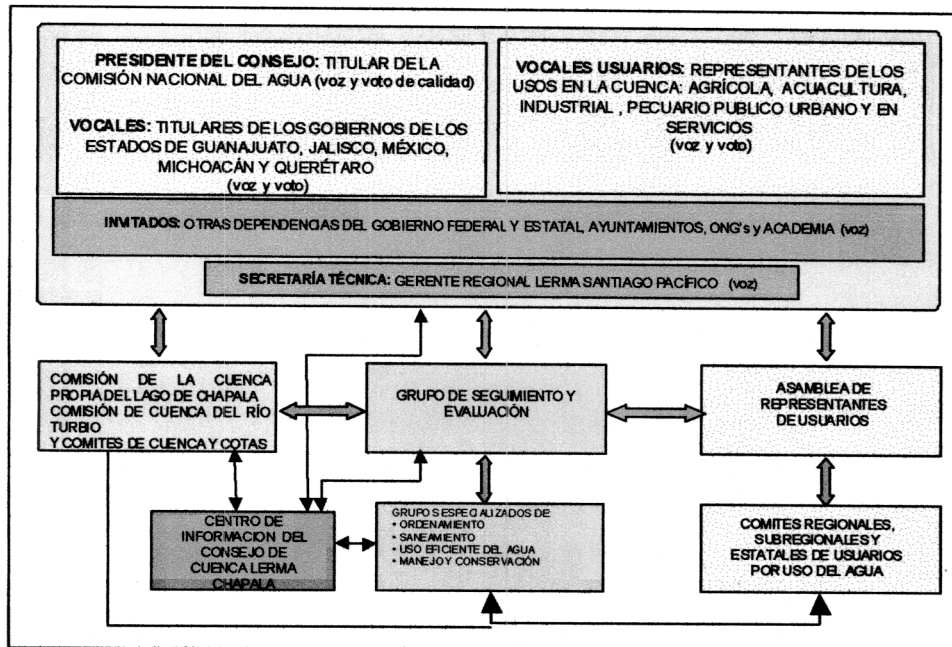 PRESIDENTE DEL CONSEJO: TITULAR DE LA
COMISIÓN NACIONAL DEL AGUA (voz y voto de calidad)
VOCALES: TITULARES DE LOS GOBIERNOS DE LOS
ESTADOS DE GUANAJUATO, JALISCO, MÉXICO,
MICHOACÁN Y QUERÉTARO
(voz y voto)
VOCALES USUARIOS: REPRESENTANTES DE LOS
USOS EN LA CUENCA: AGRÍCOLA, ACUACULTURA,
INDUSTRIAL , PECUARIO PUBLICO URBANO Y EN
SERVICIOS
(voz y voto)
INVITADOS: OTRAS DEPENDENCIAS DEL GOBIERNO FEDERAL Y ESTATAL, AYUNTAMIENTOS, ONG's y ACADEMIA (voz)
SECRETARÍA TÉCNICA: GERENTE REGIONAL LERMA SANTIAGO PACÍFICO (voz)
COMISIÓN DE LA CUENCA
PROPIA DEL LAGO DE CHAPALA
COMISIÓN DE CUENCA DEL RÍO
TURBIO
Y COMITES DE CUENCA Y COTAS
GRUPO DE SEGUIMIENTO Y
EVALUACIÓN
ASAMBLEA DE
REPRESENTANTES
DE USUARIOS
CENTRO DE
INFORMACION DEL
CONSEJO DE
CUENCA LERMA
CHAPALA
GRUPOS ESPECIALIZADOS DE:
• ORDENAMIENTO
• SANEAMIENTO
• USO EFICIENTE DEL AGUA
• MANEJO Y CONSERVACIÓN
COMITES REGIONALES,
SUBREGIONALES Y
ESTATALES DE USUARIOS
POR USO DEL AGUA